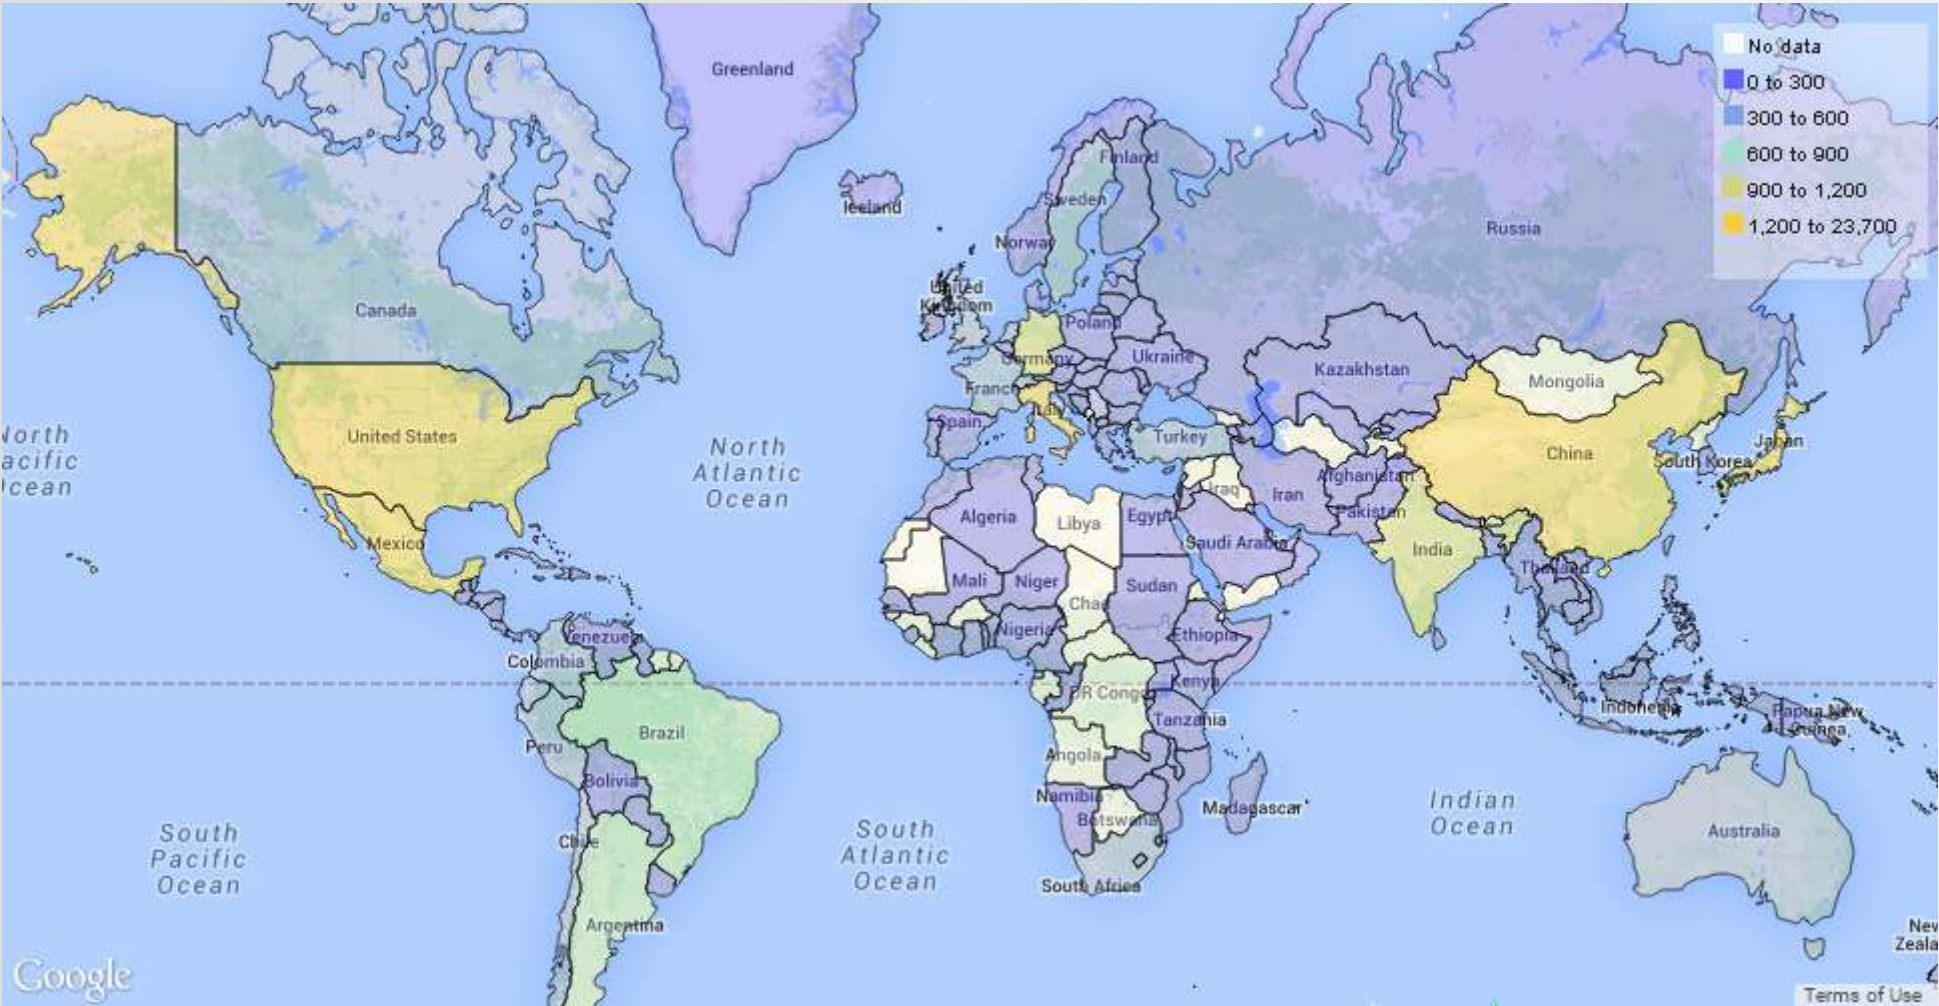 Greenland
No data
0 to 300
300 to 600
600 to 900
900 to 1,200
1,200 to 23,700
Finland
Iceland
Sweden
Norway
Russia
United
Kingdom
Canada
Poland
Germany
Ukraine
Kazakhstan
Mongolia
France
Italy
Spain
Turkey
North
Atlantic
Ocean
United States
China
Japan
South Korea
Afghanistan
Iraq
Iran
Pakistan
Algeria
Libya
Egypt
Saudi Arabia
India
Mexico
Thailand
Mali
Niger
Chad
Sudan
Nigeria
Ethiopia
Venezuela
Colombia
DR Congo
Kenya
Tanzania
Indonesia
Papua New
Guinea
Brazil
Peru
Bolivia
Angola
Namibia
Botswana
Madagascar
Indian
Ocean
South
Pacific
Ocean
Chile
South
Atlantic
Ocean
Australia
South Africa
Argentina
Google
Terms of Use